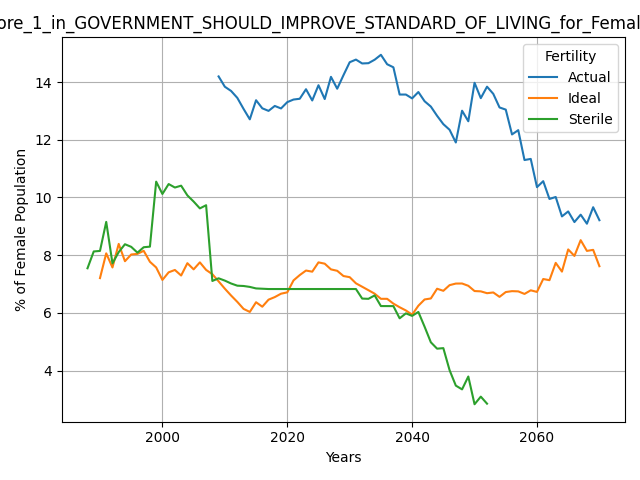 ore_1_in_GOVERNMENT_SHOULD_IMPROVE_STANDARD_OF_LIVING_for_Femal
Fertility
Actual
Ideal
Sterile
% of Female Population
14
12
10
8
6
4
2000
2020
2040
2060
Years